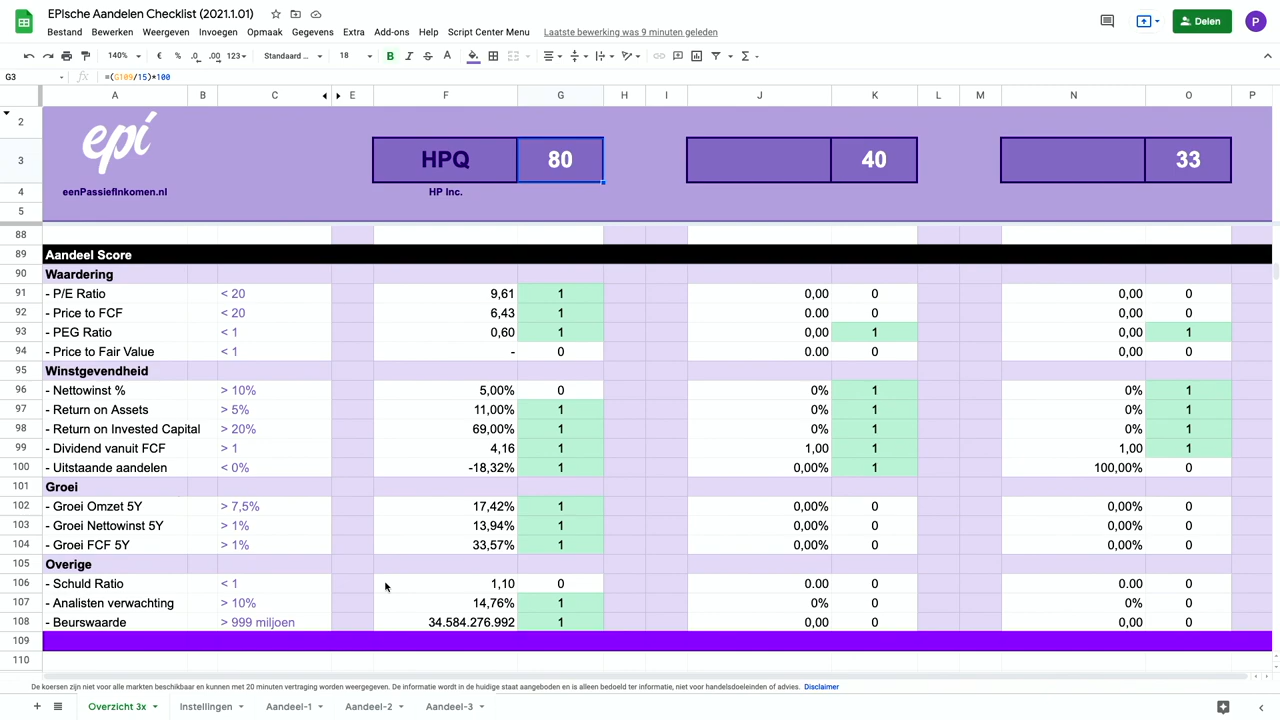 EPIsche Aandelen Checklist (2021.1.01)
Bestand Bewerken Weergeven Invoegen Opmaak Gegevens Extra Add-ons Help Script Center Menu Laatste bewerking was 9 minuten geleden
Delen
P
140% € % .0 .00 123 Standaard ... 18 B I S A
G3 fx =(G109/15)*100
A B C E F G H I J K L M N O P
2 epi
3 HPQ 80 40 33
4 eenPassiefInkomen.nl HP Inc.
5
88
89 Aandeel Score
90 Waardering
91 - P/E Ratio < 20 9,61 1 0,00 0 0,00 0
92 - Price to FCF < 20 6,43 1 0.00 0 0,00 0
93 - PEG Ratio < 1 0,60 1 0,00 1 0,00 1
94 - Price to Fair Value < 1 - 0 0.00 0 0,00 0
95 Winstgevendheid
96 - Nettowinst % > 10% 5,00% 0 0% 1 0% 1
97 - Return on Assets > 5% 11,00% 1 0% 1 0% 1
98 - Return on Invested Capital > 20% 69,00% 1 0% 1 0% 1
99 - Dividend vanuit FCF > 1 4,16 1 1,00 1 1,00 1
100 - Uitstaande aandelen < 0% -18,32% 1 0,00% 1 100,00% 0
101 Groei
102 - Groei Omzet 5Y > 7,5% 17,42% 1 0,00% 0 0,00% 0
103 - Groei Nettowinst 5Y > 1% 13,94% 1 0,00% 0 0,00% 0
104 - Groei FCF 5Y > 1% 33,57% 1 0,00% 0 0,00% 0
105 Overige
106 - Schuld Ratio < 1 1,10 0 0.00 0 0.00 0
107 - Analisten verwachting > 10% 14,76% 1 0% 0 0% 0
108 - Beurswaarde > 999 miljoen 34.584.276.992 1 0,00 0 0,00 0
109
110
De koersen zijn niet voor alle markten beschikbaar en kunnen met 20 minuten vertraging worden weergegeven. De informatie wordt in de huidige staat aangeboden en is alleen bedoeld ter informatie, niet voor handelsdoeleinden of advies. Disclaimer
Overzicht 3x Instellingen Aandeel-1 Aandeel-2 Aandeel-3